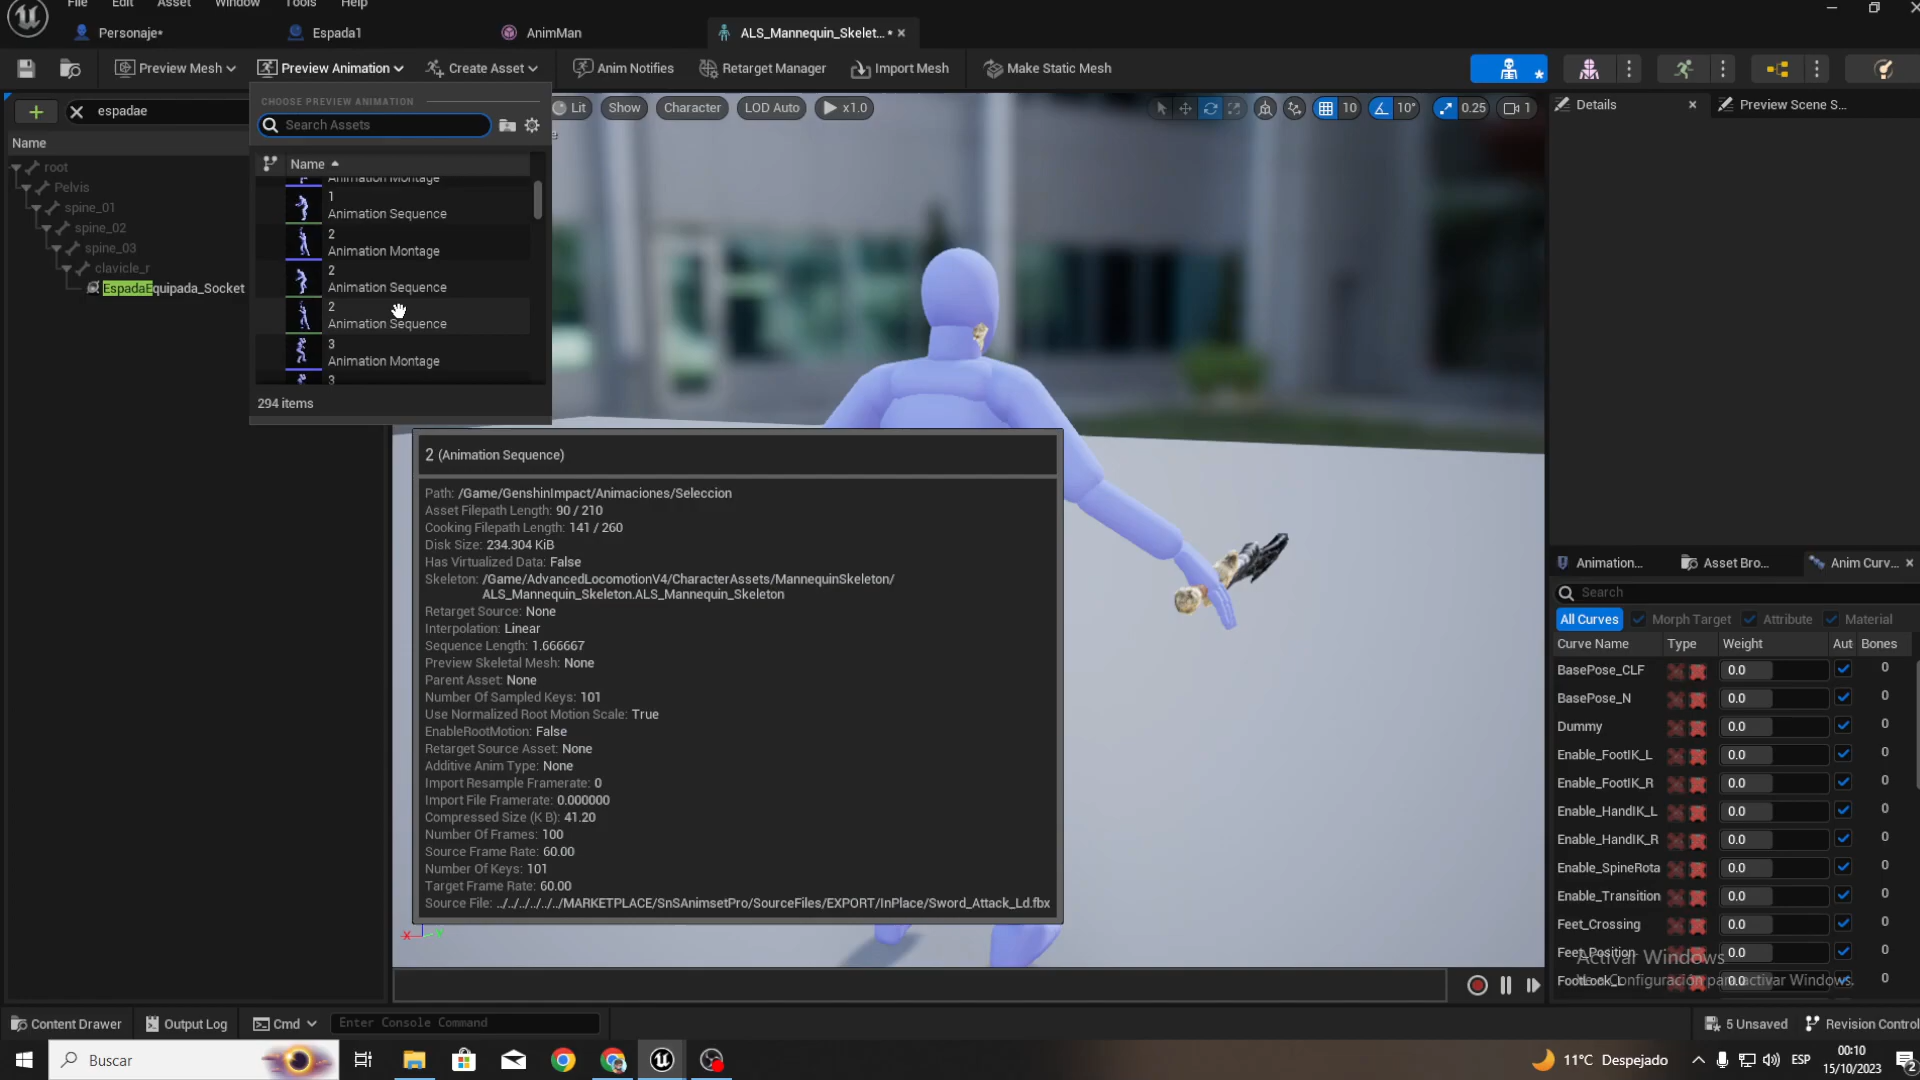 File Edit Asset Window Tools Help
Personaje* Espada1 AnimMan ALS_Mannequin_Skelet...*
Preview Mesh Preview Animation Create Asset Anim Notifies Retarget Manager Import Mesh Make Static Mesh
espadae
Name
root
Pelvis
spine_01
spine_02
spine_03
clavicle_r
EspadaEquipada_Socket
CHOOSE PREVIEW ANIMATION
Search Assets
Name
Animation Montage
1
Animation Sequence
2
Animation Montage
2
Animation Sequence
2
Animation Sequence
3
Animation Montage
3
294 items
Lit Show Character LOD Auto x1.0 10 10° 0.25 1
2 (Animation Sequence)
Path: /Game/GenshinImpact/Animaciones/Seleccion
Asset Filepath Length: 90 / 210
Cooking Filepath Length: 141 / 260
Disk Size: 234.304 KiB
Has Virtualized Data: False
Skeleton: /Game/AdvancedLocomotionV4/CharacterAssets/MannequinSkeleton/
ALS_Mannequin_Skeleton.ALS_Mannequin_Skeleton
Retarget Source: None
Interpolation: Linear
Sequence Length: 1.666667
Preview Skeletal Mesh: None
Parent Asset: None
Number Of Sampled Keys: 101
Use Normalized Root Motion Scale: True
EnableRootMotion: False
Retarget Source Asset: None
Additive Anim Type: None
Import Resample Framerate: 0
Import File Framerate: 0.000000
Compressed Size (K B): 41.20
Number Of Frames: 100
Source Frame Rate: 60.00
Number Of Keys: 101
Target Frame Rate: 60.00
Source File: ../../../../../../MARKETPLACE/SnSAnimsetPro/SourceFiles/EXPORT/InPlace/Sword_Attack_Ld.fbx
X Y
Details Preview Scene S...
Animation... Asset Bro... Anim Curv...
Search
All Curves Morph Target Attribute Material
Curve Name Type Weight Aut Bones
BasePose_CLF 0.0 0
BasePose_N 0.0 0
Dummy 0.0 0
Enable_FootIK_L 0.0 0
Enable_FootIK_R 0.0 0
Enable_HandIK_L 0.0 0
Enable_HandIK_R 0.0 0
Enable_SpineRota 0.0 0
Enable_Transition 0.0 0
Feet_Crossing 0.0 0
Feet_Position 0.0 0
FootLock_L 0.0 0
Activar Windows
Content Drawer Output Log Cmd Enter Console Command 5 Unsaved Revision Control
Buscar 11°C Despejado ESP 00:10
15/10/2023 2